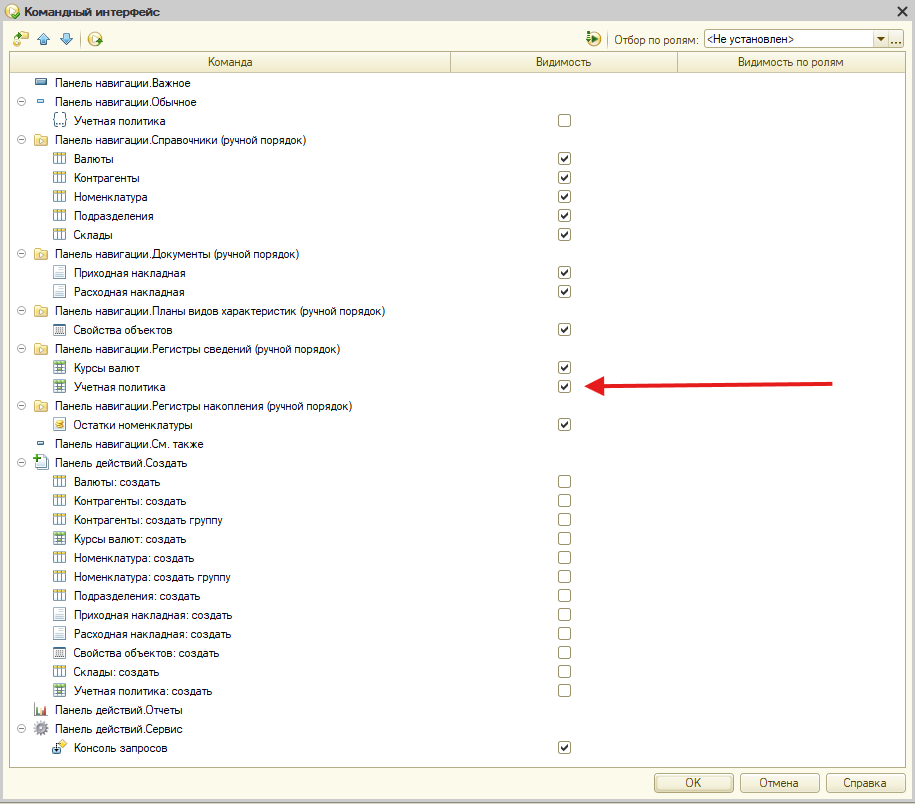 Командный интерфейс
Отбор по ролям: <Не установлен> ...
Команда Видимость Видимость по ролям
Панель навигации.Важное
Панель навигации.Обычное
Учетная политика
Панель навигации.Справочники (ручной порядок)
Валюты
Контрагенты
Номенклатура
Подразделения
Склады
Панель навигации.Документы (ручной порядок)
Приходная накладная
Расходная накладная
Панель навигации.Планы видов характеристик (ручной порядок)
Свойства объектов
Панель навигации.Регистры сведений (ручной порядок)
Курсы валют
Учетная политика
Панель навигации.Регистры накопления (ручной порядок)
Остатки номенклатуры
Панель навигации.См. также
Панель действий.Создать
Валюты: создать
Контрагенты: создать
Контрагенты: создать группу
Курсы валют: создать
Номенклатура: создать
Номенклатура: создать группу
Подразделения: создать
Приходная накладная: создать
Расходная накладная: создать
Свойства объектов: создать
Склады: создать
Учетная политика: создать
Панель действий.Отчеты
Панель действий.Сервис
Консоль запросов
OK Отмена Справка